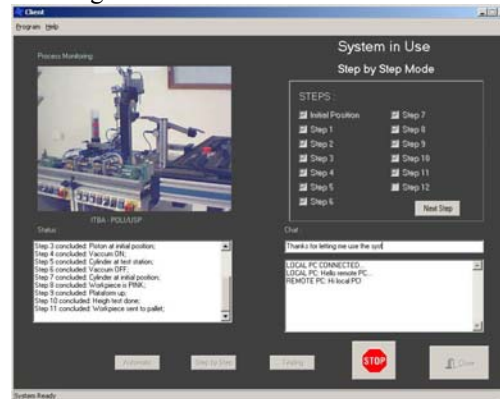 Client
Program Help
System in Use
Step by Step Mode
Process Monitoring
STEPS :
Initial Position
Step 1
Step 2
Step 3
Step 4
Step 5
Step 6
Step 7
Step 8
Step 9
Step 10
Step 11
Step 12
Next Step
ITBA - POLI/USP
Status
Step 3 concluded: Piston at initial position;
Step 4 concluded: Vaccum ON;
Step 5 concluded: Cylinder at test station;
Step 6 concluded: Vaccum OFF;
Step 7 concluded: Cylinder at initial position;
Step 8 concluded: Workpiece is PINK;
Step 9 concluded: Plataform up;
Step 10 concluded: Heigh test done;
Step 11 concluded: Workpiece sent to pallet;
Chat
Thanks for letting me use the syst
LOCAL PC CONNECTED...
LOCAL PC: Hello remote PC...
REMOTE PC: Hi local PC!
Automatic
Step by Step
STOP
Close
System Ready